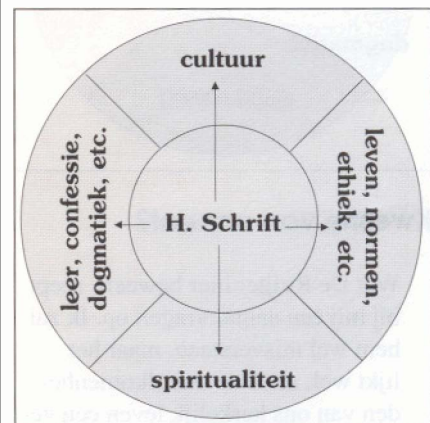 cultuur
leer, confessie,
dogmatiek, etc.
H. Schrift
leven, normen,
ethiek, etc.
spiritualiteit